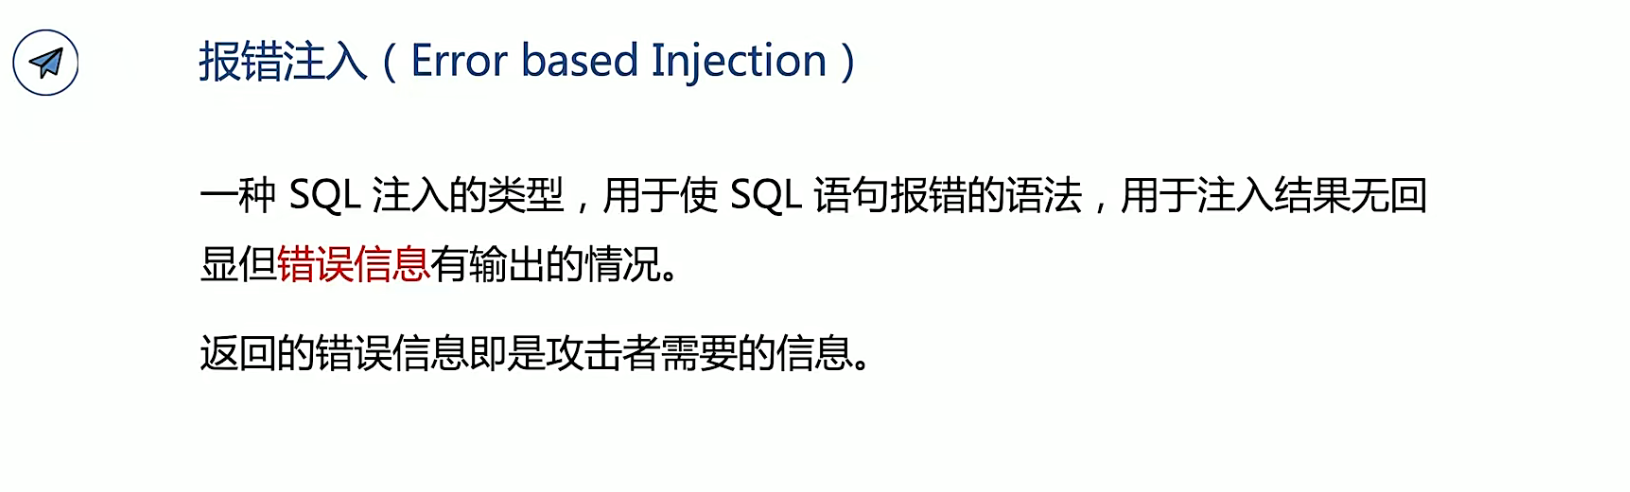 报错注入（Error based Injection）
一种 SQL 注入的类型，用于使 SQL 语句报错的语法，用于注入结果无回
显但错误信息有输出的情况。
返回的错误信息即是攻击者需要的信息。